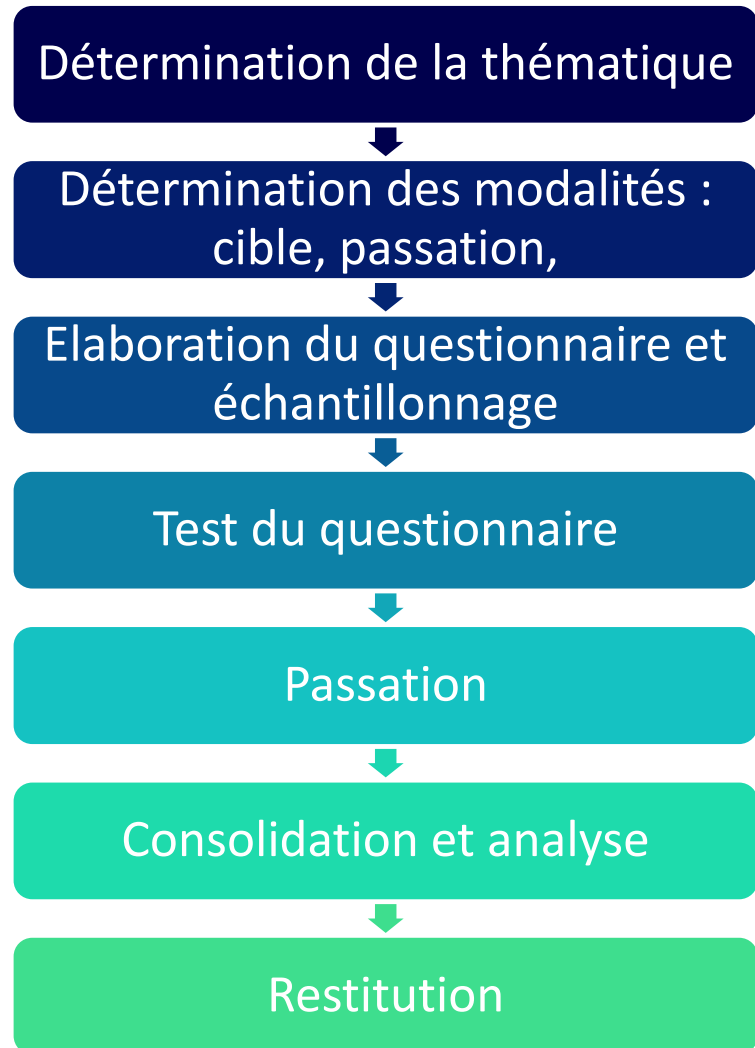 Détermination de la thématique
Détermination des modalités :
cible, passation,
Elaboration du questionnaire et
échantillonnage
Test du questionnaire
Passation
Consolidation et analyse
Restitution